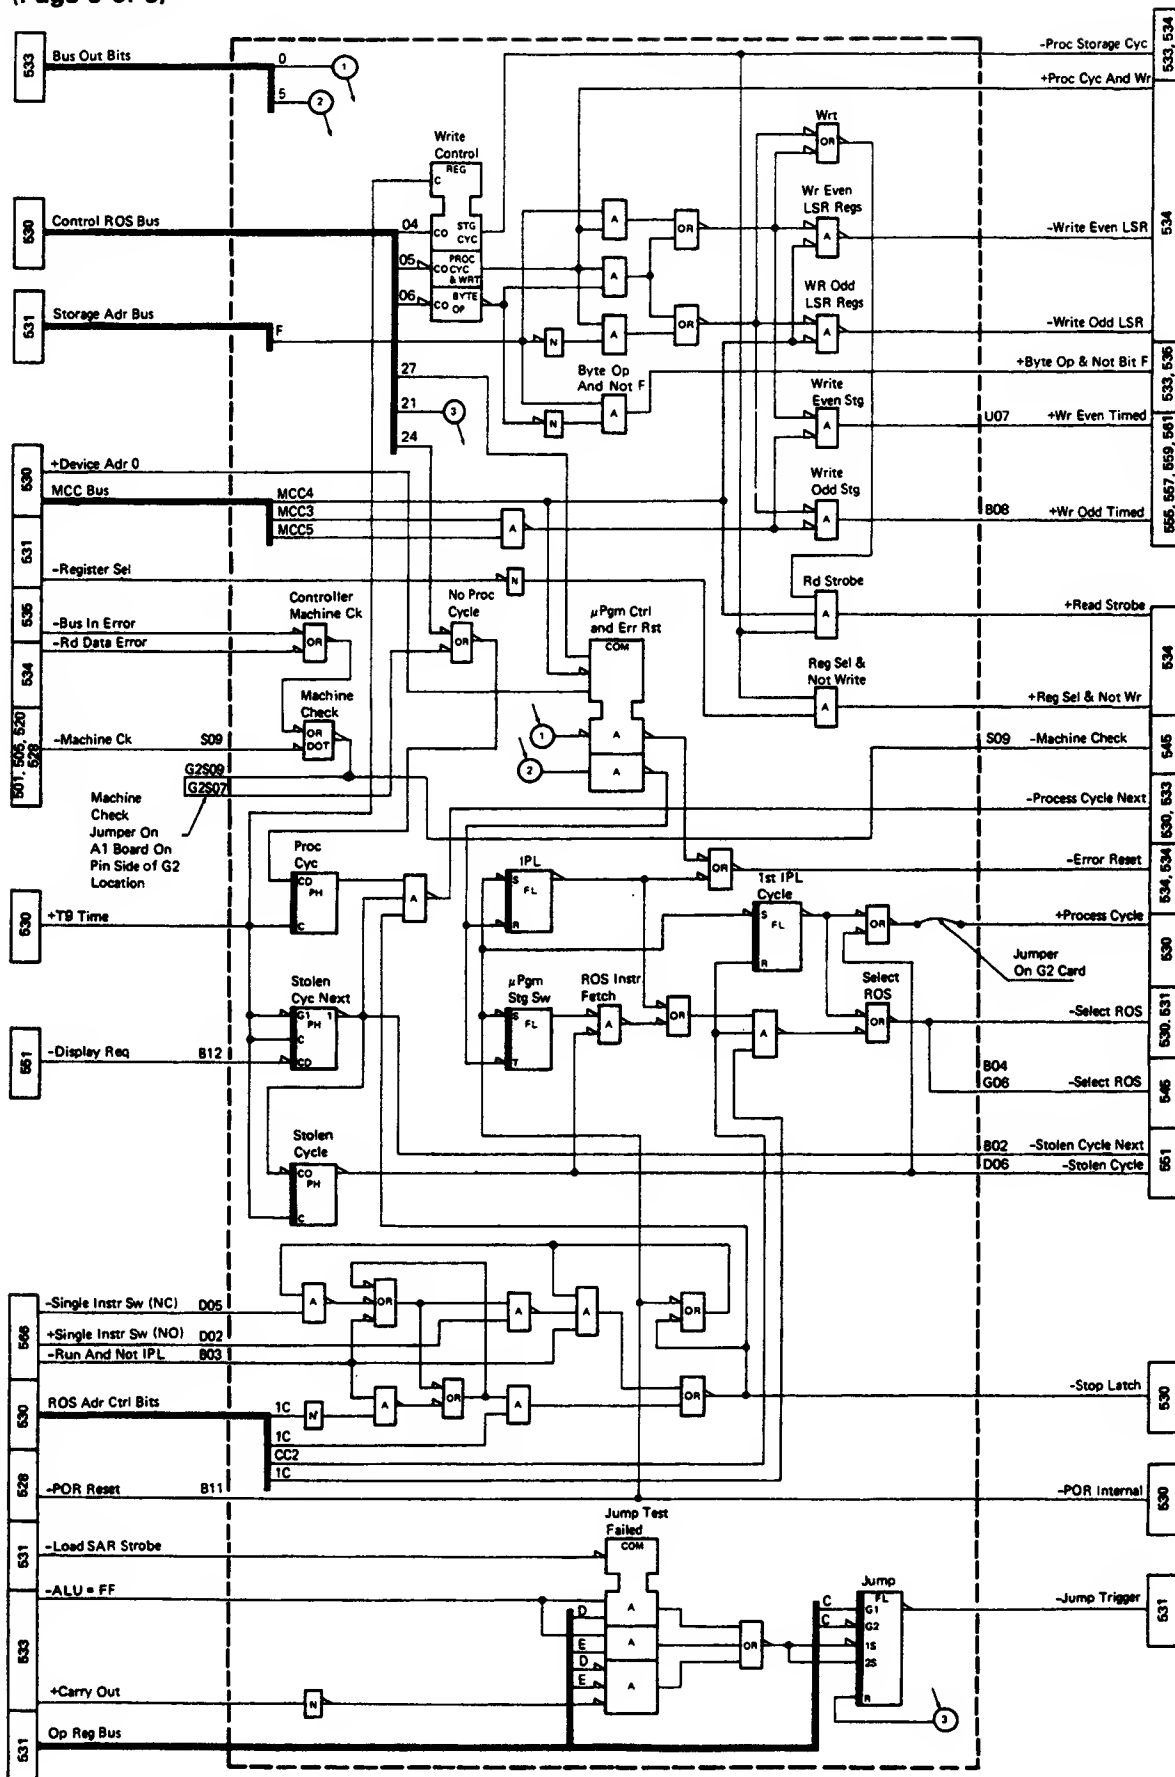 533
Bus Out Bits
0
1
5
2
-Proc Storage Cyc
533, 534
+Proc Cyc And Wr
Write
Control
REG
C
Wrt
OR
530
Control ROS Bus
04
CO
STG
CYC
05
CO
PROC
CYC
& WRT
06
CO
BYTE
OP
A
OR
A
A
OR
Wr Even
LSR Regs
A
-Write Even LSR
534
531
Storage Adr Bus
F
N
WR Odd
LSR Regs
A
-Write Odd LSR
Byte Op
And Not F
A
N
+Byte Op & Not Bit F
27
21
3
24
Write
Even Stg
A
U07
+Wr Even Timed
530
+Device Adr 0
MCC Bus
MCC4
MCC3
MCC5
A
Write
Odd Stg
A
B08
+Wr Odd Timed
531
-Register Sel
N
Rd Strobe
A
+Read Strobe
535
-Bus In Error
-Rd Data Error
Controller
Machine Ck
OR
No Proc
Cycle
OR
µPgm Ctrl
and Err Rst
COM
534
Reg Sel &
Not Write
A
+Reg Sel & Not Wr
534
501, 505, 520
528
-Machine Ck
S09
Machine
Check
OR
DOT
1
A
2
A
S09
-Machine Check
545
G2S09
G2S07
Machine
Check
Jumper On
A1 Board On
Pin Side of G2
Location
-Process Cycle Next
530, 533
Proc
Cyc
CD
PH
C
A
IPL
S
FL
R
OR
-Error Reset
534, 534
530
+T9 Time
1st IPL
Cycle
S
FL
R
OR
+Process Cycle
530
Jumper
On G2 Card
Stolen
Cyc Next
G1
1
PH
C
CD
µPgm
Stg Sw
S
FL
T
ROS Instr
Fetch
A
OR
A
Select
ROS
OR
-Select ROS
530, 531
551
-Display Req
B12
B04
G06
-Select ROS
545
Stolen
Cycle
CD
PH
C
B02
-Stolen Cycle Next
D06
-Stolen Cycle
551
566
-Single Instr Sw (NC)
D05
+Single Instr Sw (NO)
D02
-Run And Not IPL
B03
A
OR
A
A
OR
530
ROS Adr Ctrl Bits
1C
N
A
OR
A
OR
-Stop Latch
530
1C
CC2
1C
528
-POR Reset
B11
-POR Internal
530
531
-Load SAR Strobe
Jump Test
Failed
COM
533
-ALU = FF
D
A
E
A
D
E
A
OR
Jump
C
G1
FL
C
G2
1S
2S
R
-Jump Trigger
531
+Carry Out
N
3
531
Op Reg Bus